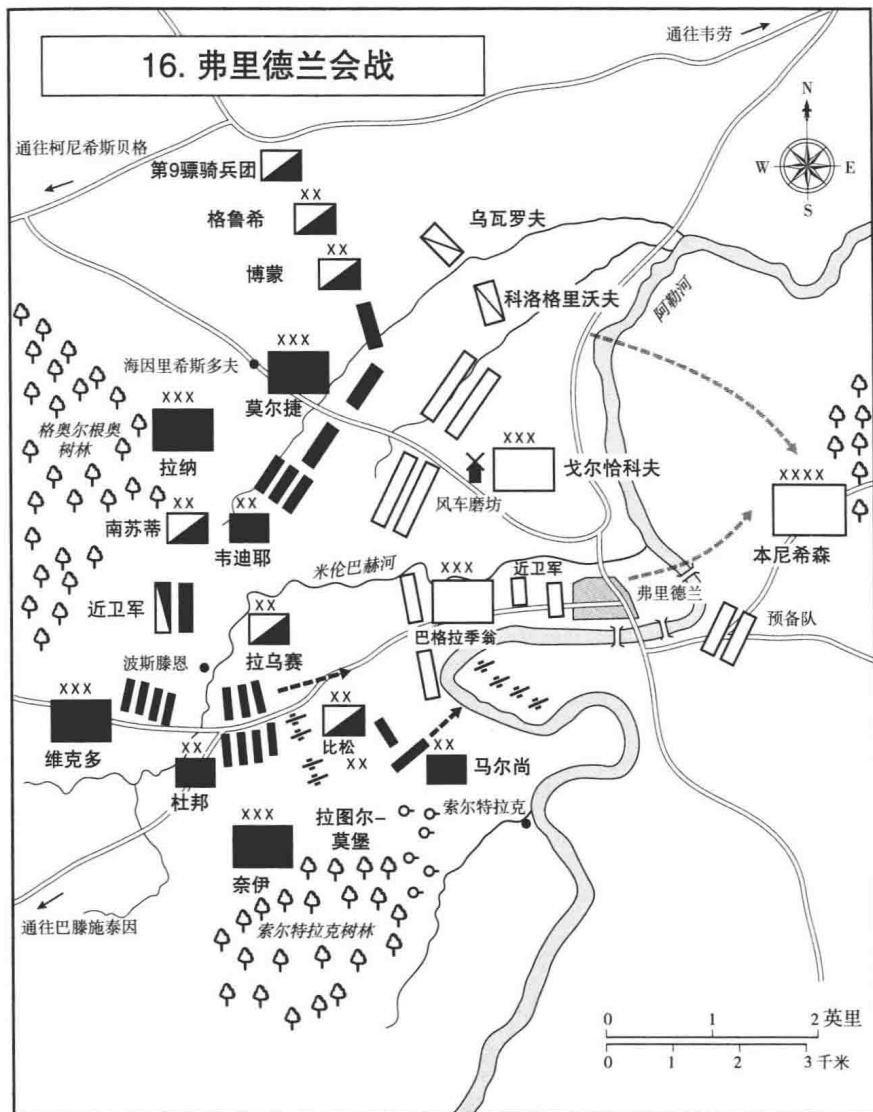 16. 弗里德兰会战
通往韦劳
N
W
E
S
通往柯尼希斯贝格
第9骠骑兵团
XX
格鲁希
乌瓦罗夫
XX
博蒙
科洛格里沃夫
阿勒河
海因里希斯多夫
XXX
莫尔捷
XXX
格奥尔根奥
树林
拉纳
XXX
戈尔恰科夫
风车磨坊
XXXX
本尼希森
XX
南苏蒂
XX
韦迪耶
米伦巴赫河
XXX
近卫军
弗里德兰
预备队
巴格拉季翁
近卫军
XX
拉乌赛
波斯滕恩
XXX
维克多
XX
比松
XX
XX
马尔尚
XX
杜邦
索尔特拉克
XXX
奈伊
拉图尔–
莫堡
索尔特拉克树林
通往巴滕施泰因
0 1 2 英里
0 1 2 3 千米